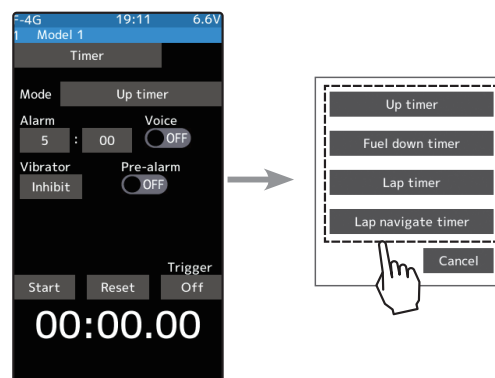 F-4G 19:11 6.6V
1 Model 1
Timer
Mode Up timer
Alarm Voice
5 : 00 OFF
Vibrator Pre-alarm
Inhibit OFF
Trigger
Start Reset Off
00:00.00
Up timer
Fuel down timer
Lap timer
Lap navigate timer
Cancel